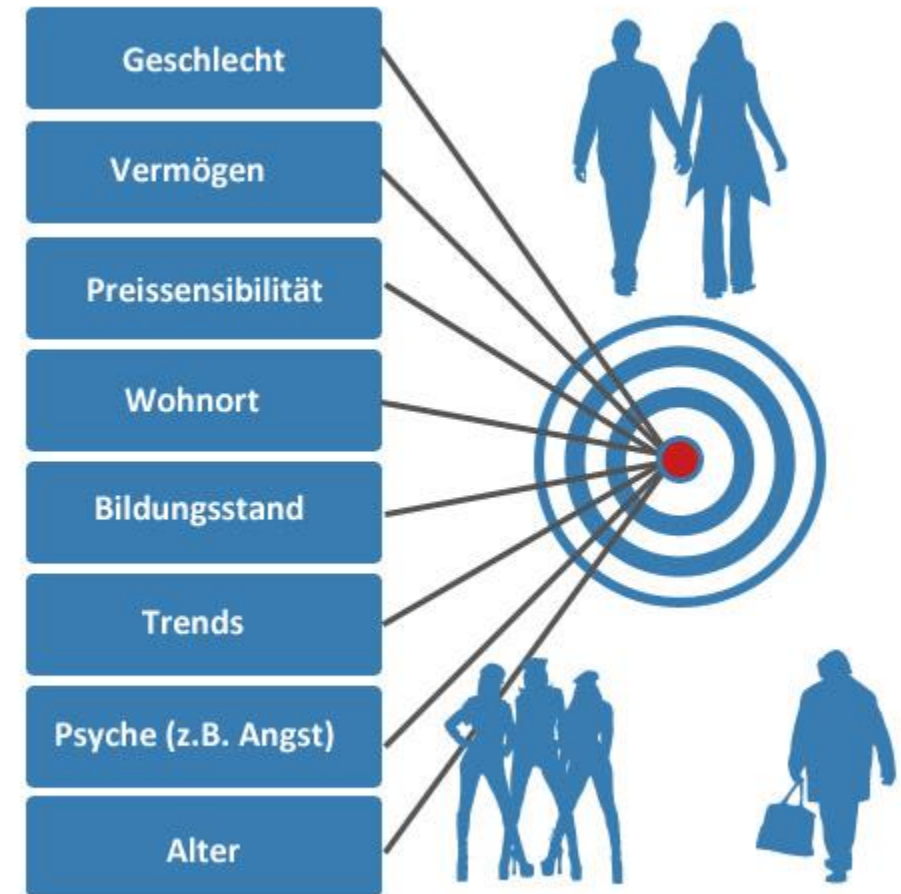 Geschlecht
Vermögen
Preissensibilität
Wohnort
Bildungsstand
Trends
Psyche (z.B. Angst)
Alter